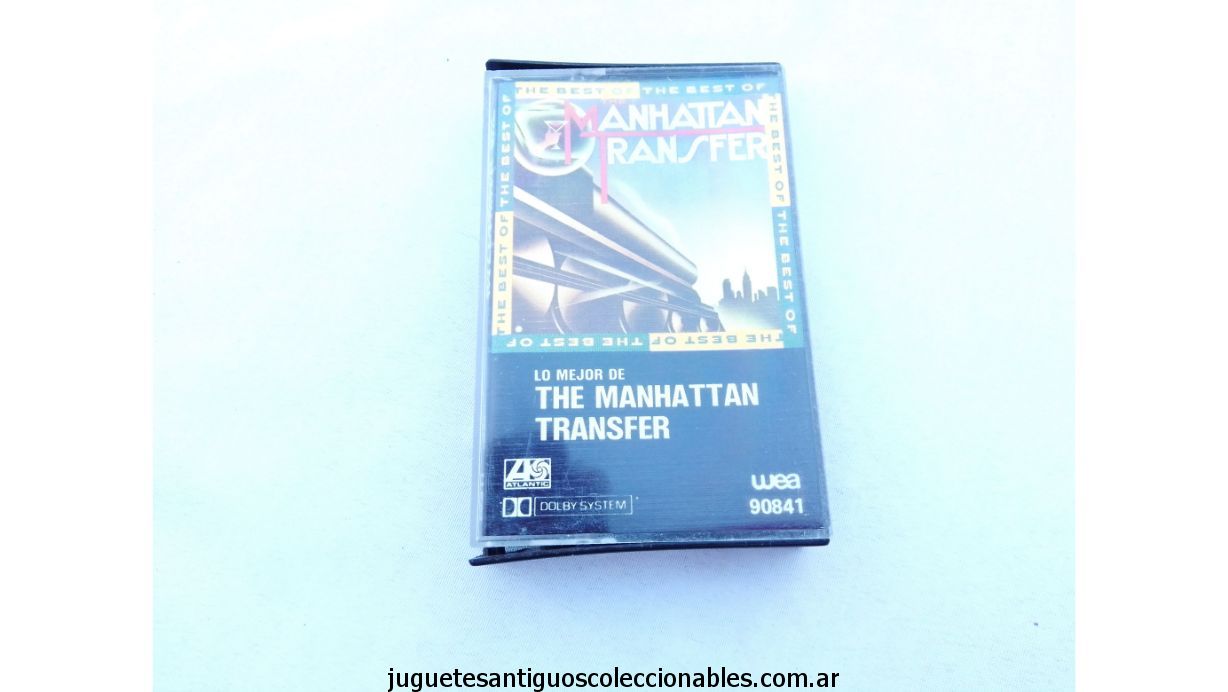 THE BEST OF THE BEST OF
THE
MANHATTAN
TRANSFER
THE BEST OF THE BEST OF
THE BEST OF THE BEST OF
THE BEST OF THE BEST OF
LO MEJOR DE
THE MANHATTAN
TRANSFER
ATLANTIC
wea
DOLBY SYSTEM
90841
juguetesantiguoscoleccionables.com.ar